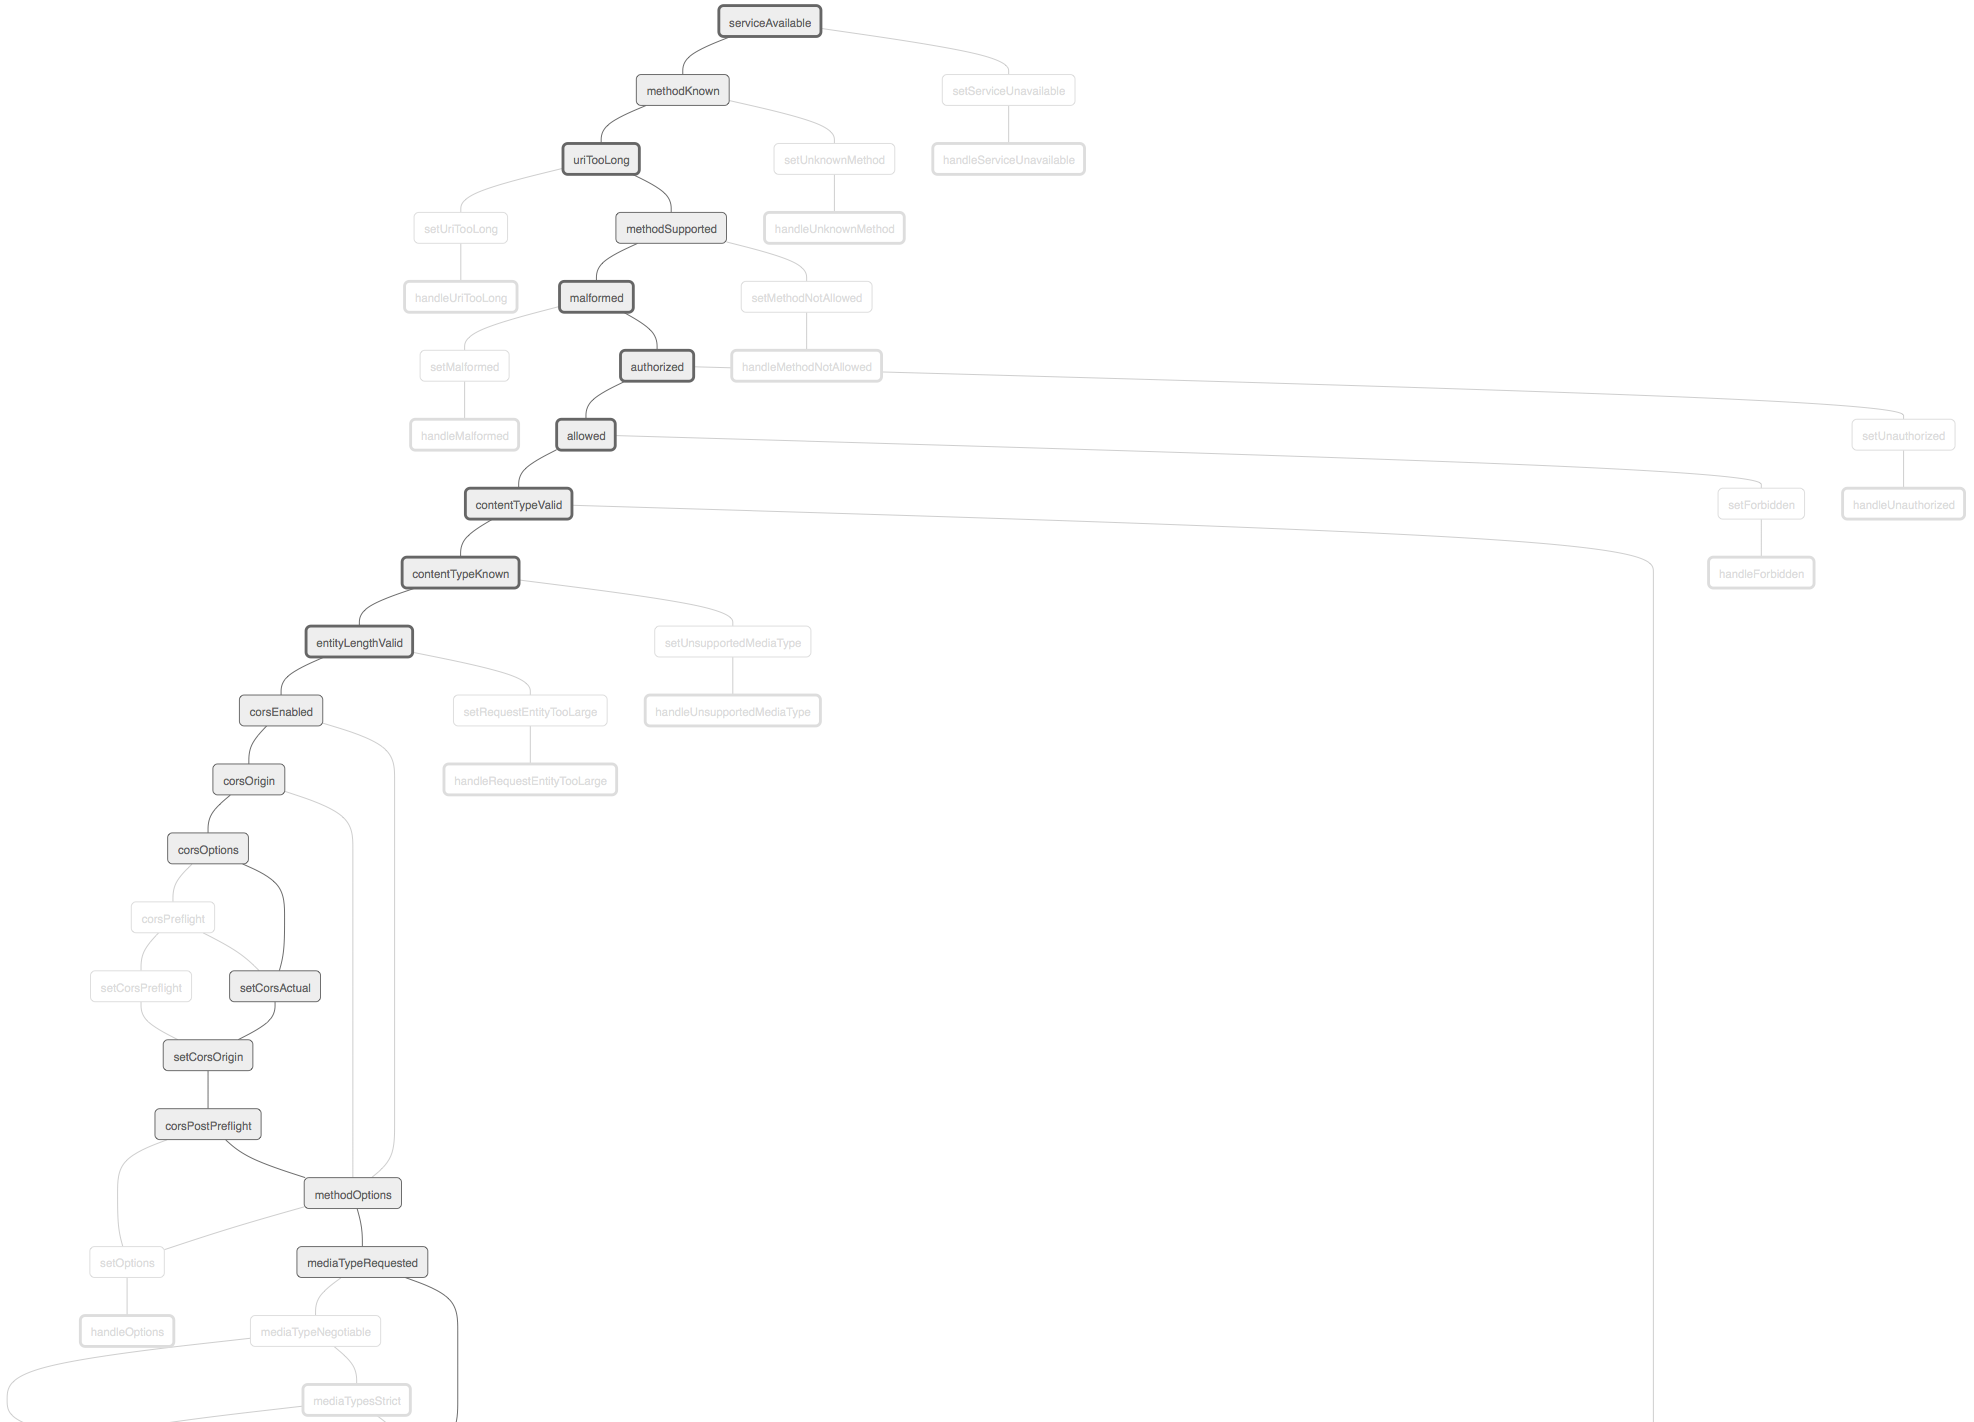 serviceAvailable
methodKnown
setServiceUnavailable
uriTooLong
setUnknownMethod
handleServiceUnavailable
setUriTooLong
methodSupported
handleUnknownMethod
handleUriTooLong
malformed
setMethodNotAllowed
setMalformed
authorized
handleMethodNotAllowed
handleMalformed
allowed
setUnauthorized
contentTypeValid
setForbidden
handleUnauthorized
contentTypeKnown
handleForbidden
entityLengthValid
setUnsupportedMediaType
corsEnabled
setRequestEntityTooLarge
handleUnsupportedMediaType
corsOrigin
handleRequestEntityTooLarge
corsOptions
corsPreflight
setCorsPreflight
setCorsActual
setCorsOrigin
corsPostPreflight
methodOptions
setOptions
mediaTypeRequested
handleOptions
mediaTypeNegotiable
mediaTypesStrict